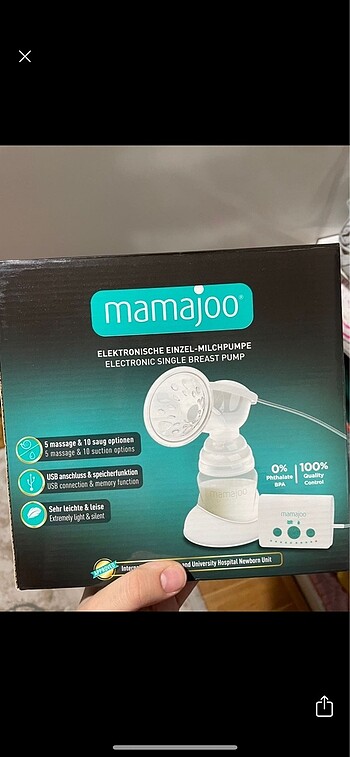 mamajoo®
ELEKTRONISCHE EINZEL-MILCHPUMPE
ELECTRONIC SINGLE BREAST PUMP
5 massage & 10 saug optionen
5 massage & 10 suction options
USB anschluss & speicherfunktion
USB connection & memory function
Sehr leichte & leise
Extremely light & silent
0% Phthalate BPA
100% Quality Control
mamajoo
mamajoo
APPROVED
nd University Hospital Newborn Unit